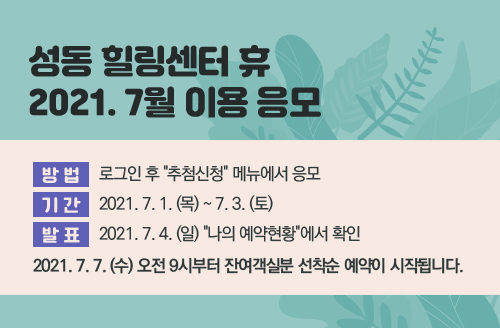 성동 힐링센터 휴
2021. 7월 이용 응모
방 법 로그인 후 "추첨신청" 메뉴에서 응모
기 간 2021. 7. 1. (목) ~ 7. 3. (토)
발 표 2021. 7. 4. (일) "나의 예약현황"에서 확인
2021. 7. 7. (수) 오전 9시부터 잔여객실분 선착순 예약이 시작됩니다.